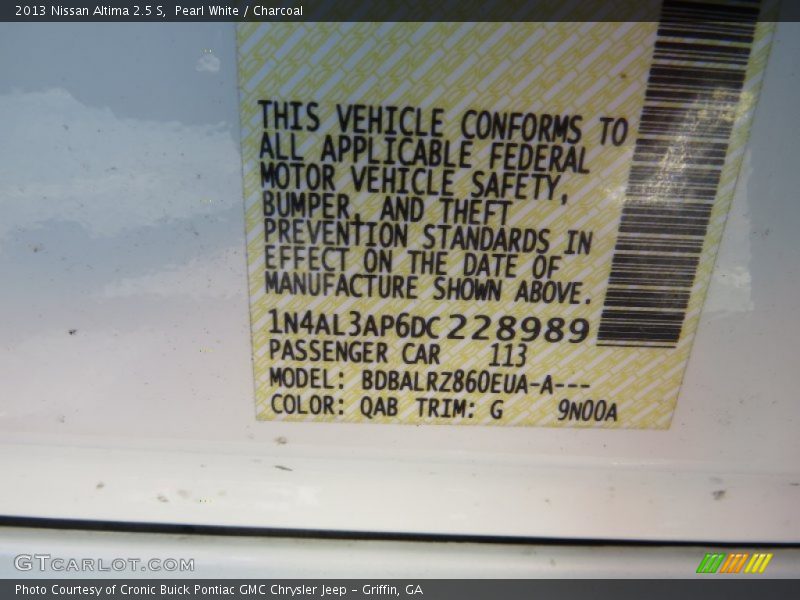 2013 Nissan Altima 2.5 S,  Pearl White / Charcoal
THIS VEHICLE CONFORMS TO
ALL APPLICABLE FEDERAL
MOTOR VEHICLE SAFETY,
BUMPER, AND THEFT
PREVENTION STANDARDS IN
EFFECT ON THE DATE OF
MANUFACTURE SHOWN ABOVE.
1N4AL3AP6DC228989
PASSENGER CAR 113
MODEL: BDBALRZ860EUA-A---
COLOR: QAB TRIM: G 9N00A
GTCARLOT.COM
Photo Courtesy of Cronic Buick Pontiac GMC Chrysler Jeep – Griffin, GA